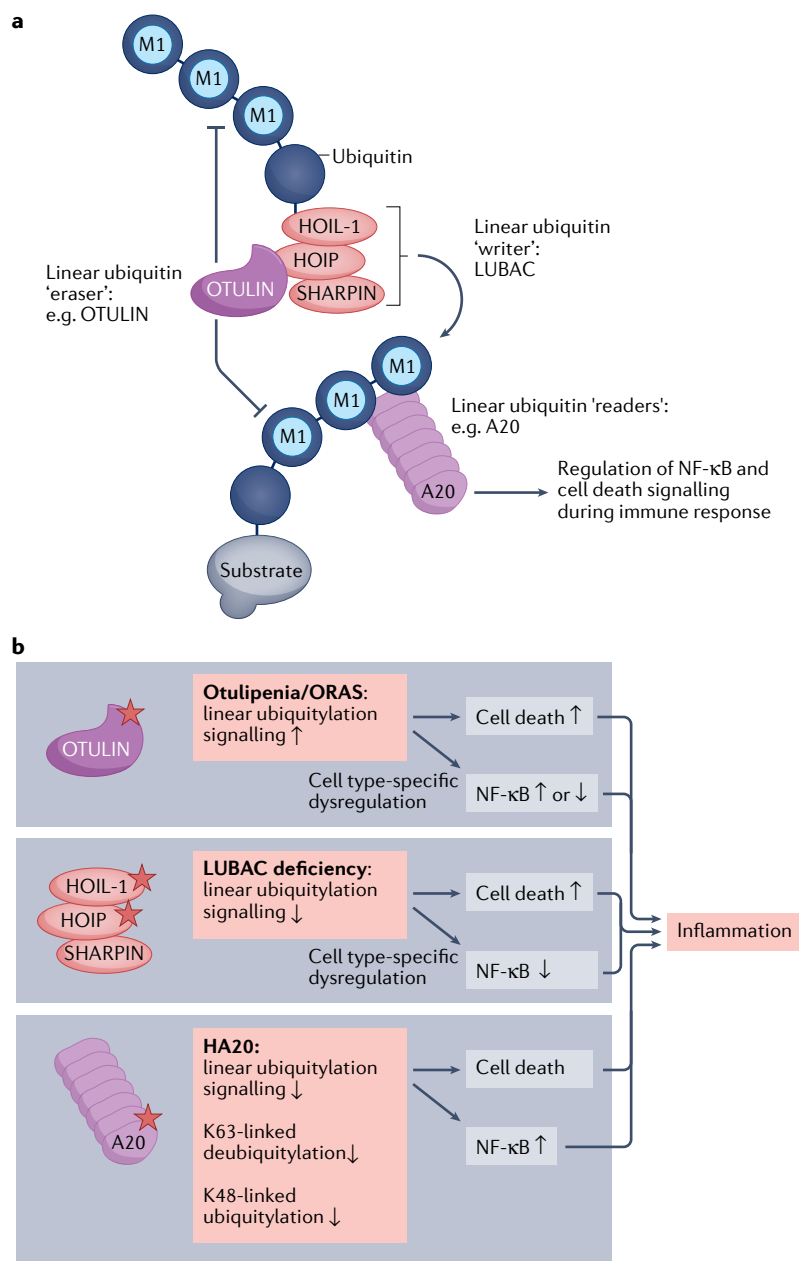 a
M1
M1
M1
Ubiquitin
HOIL-1
HOIP
SHARPIN
OTULIN
Linear ubiquitin
‘writer’:
LUBAC
Linear ubiquitin
‘eraser’:
e.g. OTULIN
M1
M1
M1
Linear ubiquitin 'readers':
e.g. A20
A20
Regulation of NF-κB and
cell death signalling
during immune response
Substrate
b
OTULIN
Otulipenia/ORAS:
linear ubiquitylation
signalling ↑
Cell death ↑
Cell type-specific
dysregulation
NF-κB ↑ or ↓
HOIL-1
HOIP
SHARPIN
LUBAC deficiency:
linear ubiquitylation
signalling ↓
Cell death ↑
Cell type-specific
dysregulation
NF-κB ↓
Inflammation
A20
HA20:
linear ubiquitylation
signalling ↓
K63-linked
deubiquitylation↓
K48-linked
ubiquitylation ↓
Cell death
NF-κB ↑